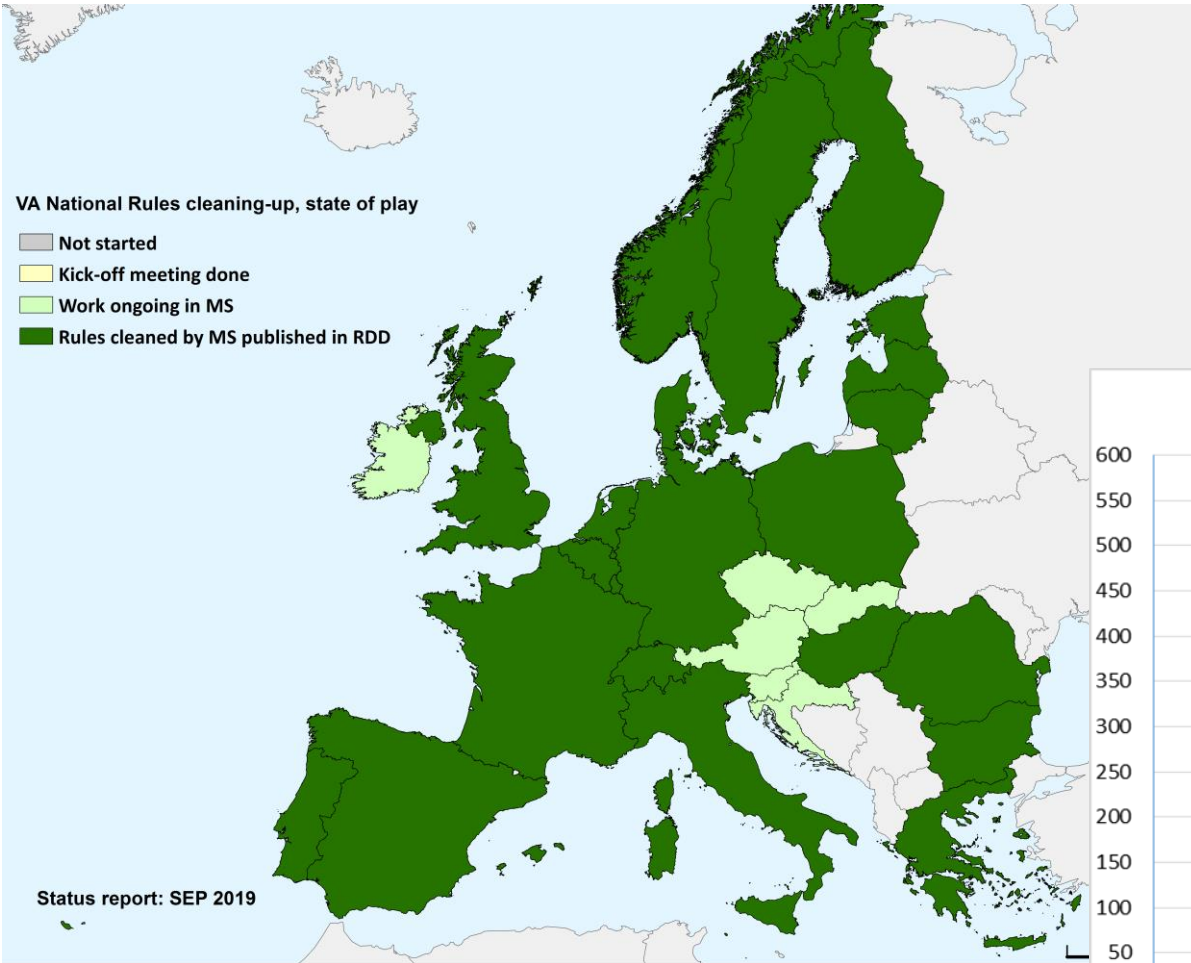 VA National Rules cleaning-up, state of play
Not started
Kick-off meeting done
Work ongoing in MS
Rules cleaned by MS published in RDD
Status report: SEP 2019
600
550
500
450
400
350
300
250
200
150
100
50